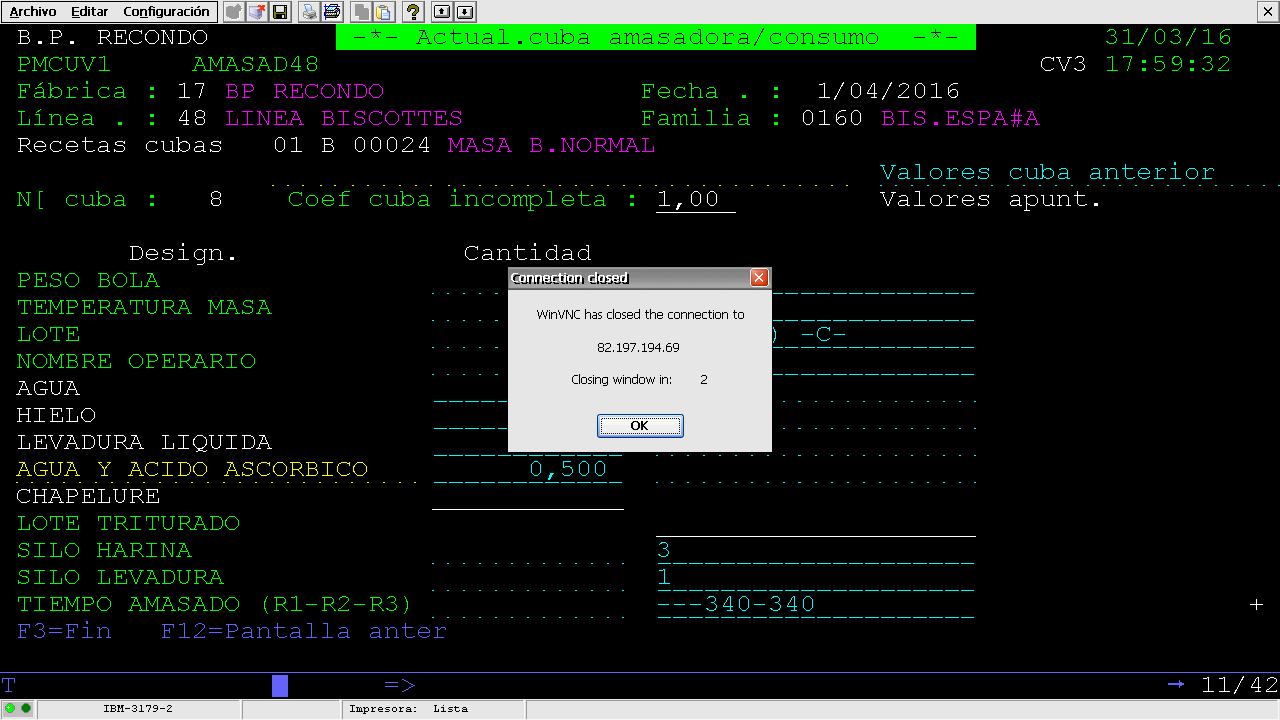 Archivo Editar Configuración
B.P. RECONDO -*- Actual.cuba amasadora/consumo -*- 31/03/16
PMCUV1 AMASAD48 CV3 17:59:32
Fábrica : 17 BP RECONDO Fecha . : 1/04/2016
Línea . : 48 LINEA BISCOTTES Familia : 0160 BIS.ESPA#A
Recetas cubas 01 B 00024 MASA B.NORMAL
Valores cuba anterior
N[ cuba : 8 Coef cuba incompleta : 1,00 Valores apunt.
Design. Cantidad
PESO BOLA
TEMPERATURA MASA
LOTE ) -C-
NOMBRE OPERARIO
AGUA
HIELO
LEVADURA LIQUIDA
AGUA Y ACIDO ASCORBICO 0,500
CHAPELURE
LOTE TRITURADO
SILO HARINA 3
SILO LEVADURA 1
TIEMPO AMASADO (R1-R2-R3) ---340-340
F3=Fin F12=Pantalla anter
Connection closed
WinVNC has closed the connection to
82.197.194.69
Closing window in: 2
OK
T => → 11/42
IBM-3179-2 Impresora: Lista